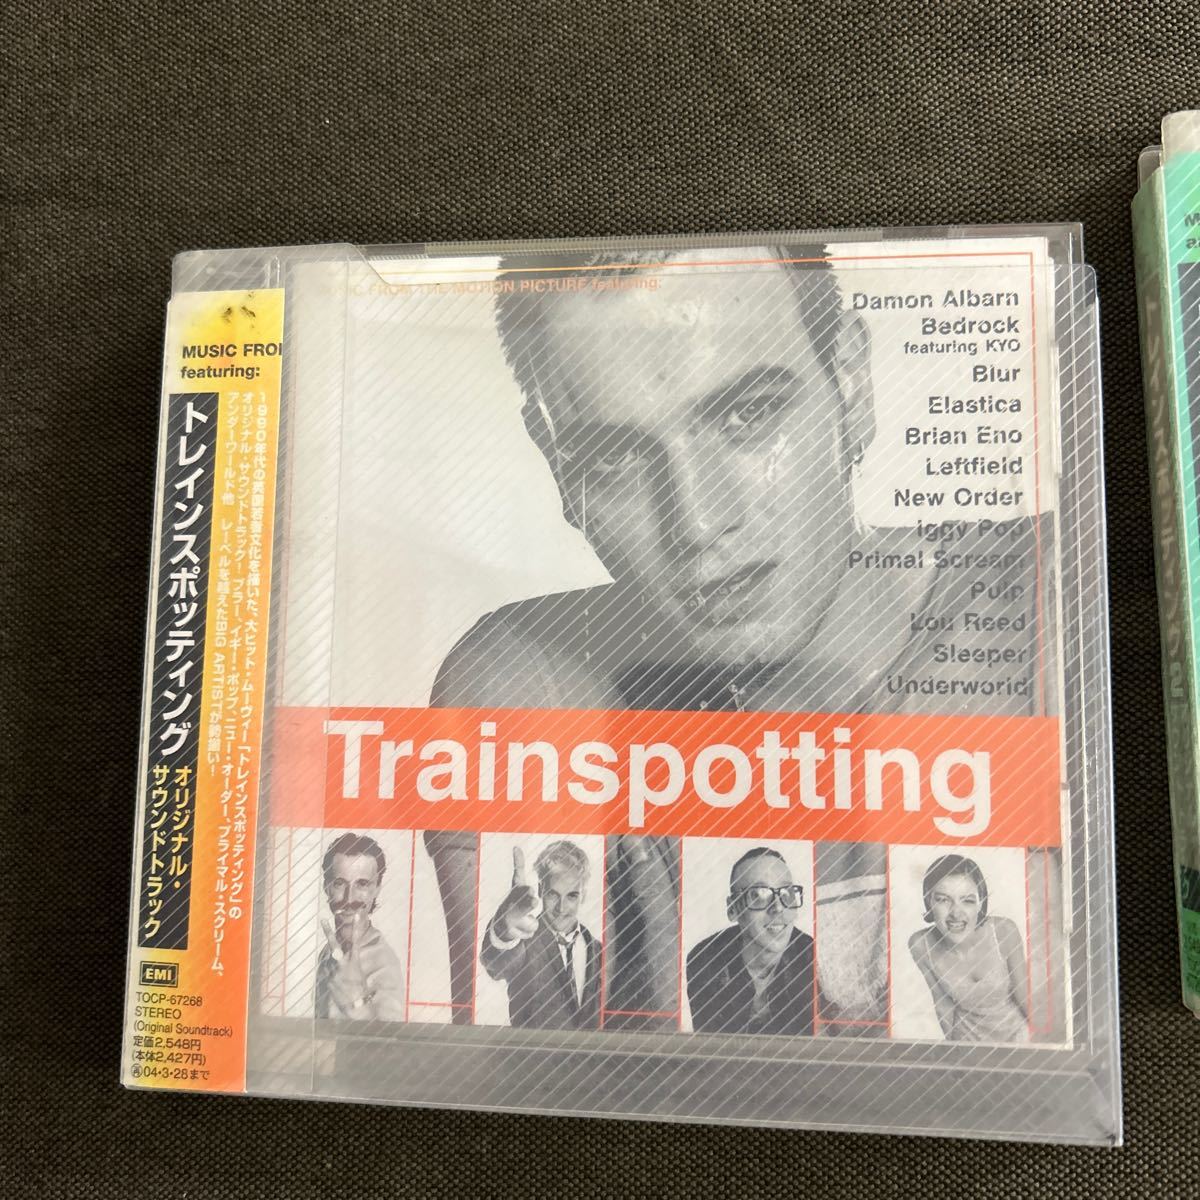 MUSIC FROM THE MOTION PICTURE featuring:
Damon Albarn
Bedrock
featuring KYO
Blur
Elastica
Brian Eno
Leftfield
New Order
Iggy Pop
Primal Scream
Pulp
Lou Reed
Sleeper
Underworld
Trainspotting
MUSIC FROM
featuring:
1990年代の英国若者文化を描いた、大ヒット・ムーヴィー「トレインスポッティング」の
オリジナル・サウンドトラック! ブラー、イギー・ポップ、ニュー・オーダー、プライマル・スクリーム、
アンダーワールド他 レーベルを越えたBIG ARTISTが勢揃い!
トレインスポッティング
オリジナル・
サウンドトラック
EMI
TOCP-67268
STEREO
(Original Soundtrack)
定価2,548円
(本体2,427円)
再04・3・28まで